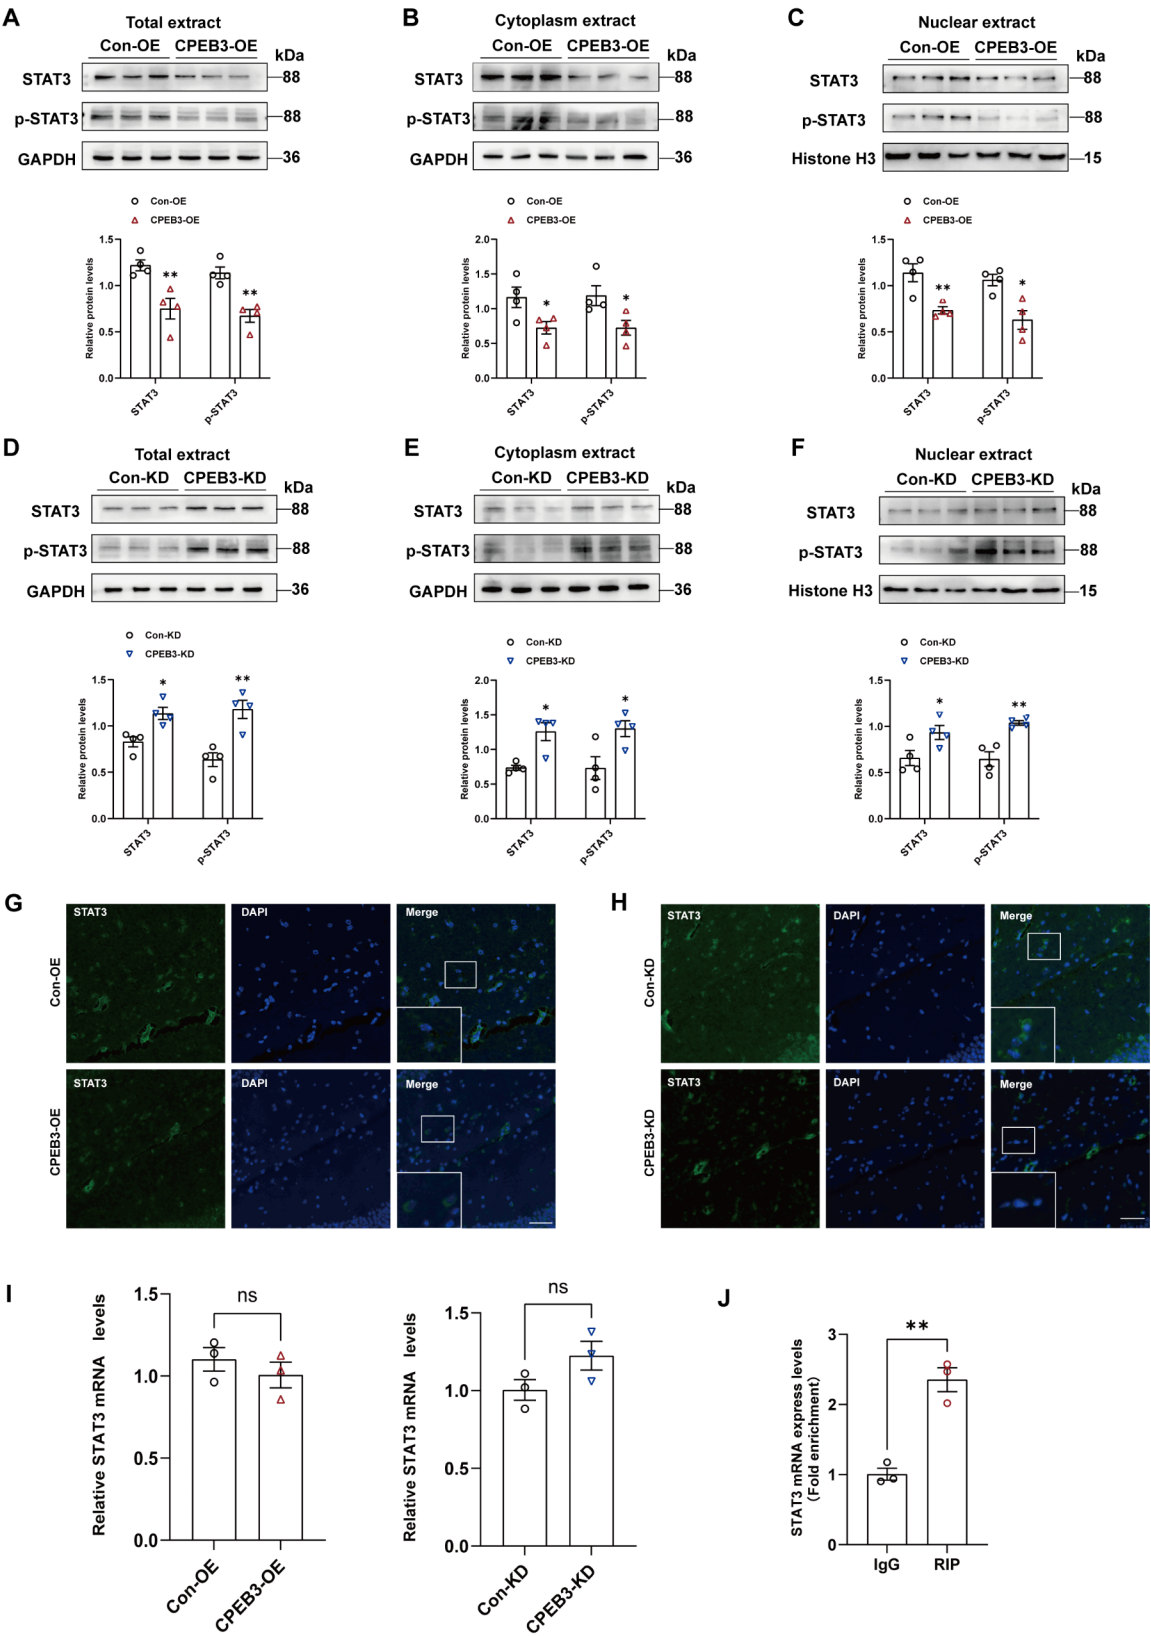 A
Total extract
Con-OE CPEB3-OE
kDa
STAT3
88
p-STAT3
88
GAPDH
36
Con-OE
CPEB3-OE
Relative protein levels
1.5
1.0
0.5
0.0
**
**
STAT3
p-STAT3
B
Cytoplasm extract
Con-OE CPEB3-OE
kDa
STAT3
88
p-STAT3
88
GAPDH
36
Con-OE
CPEB3-OE
Relative protein levels
2.0
1.5
1.0
0.5
0.0
*
*
STAT3
p-STAT3
C
Nuclear extract
Con-OE CPEB3-OE
kDa
STAT3
88
p-STAT3
88
Histone H3
15
Con-OE
CPEB3-OE
Relative protein levels
1.5
1.0
0.5
0.0
**
*
STAT3
p-STAT3
D
Total extract
Con-KD CPEB3-KD
kDa
STAT3
88
p-STAT3
88
GAPDH
36
Con-KD
CPEB3-KD
Relative protein levels
1.5
1.0
0.5
0.0
*
**
STAT3
p-STAT3
E
Cytoplasm extract
Con-KD CPEB3-KD
kDa
STAT3
88
p-STAT3
88
GAPDH
36
Con-KD
CPEB3-KD
Relative protein levels
2.0
1.5
1.0
0.5
0.0
*
*
STAT3
p-STAT3
F
Nuclear extract
Con-KD CPEB3-KD
kDa
STAT3
88
p-STAT3
88
Histone H3
15
Con-KD
CPEB3-KD
Relative protein levels
1.5
1.0
0.5
0.0
*
**
STAT3
p-STAT3
G
Con-OE
STAT3
DAPI
Merge
CPEB3-OE
STAT3
DAPI
Merge
H
Con-KD
STAT3
DAPI
Merge
CPEB3-KD
STAT3
DAPI
Merge
I
Relative STAT3 mRNA levels
1.5
1.0
0.5
0.0
ns
Con-OE
CPEB3-OE
Relative STAT3 mRNA levels
1.5
1.0
0.5
0.0
ns
Con-KD
CPEB3-KD
J
STAT3 mRNA express levels
(Fold enrichment)
3
2
1
0
**
IgG
RIP